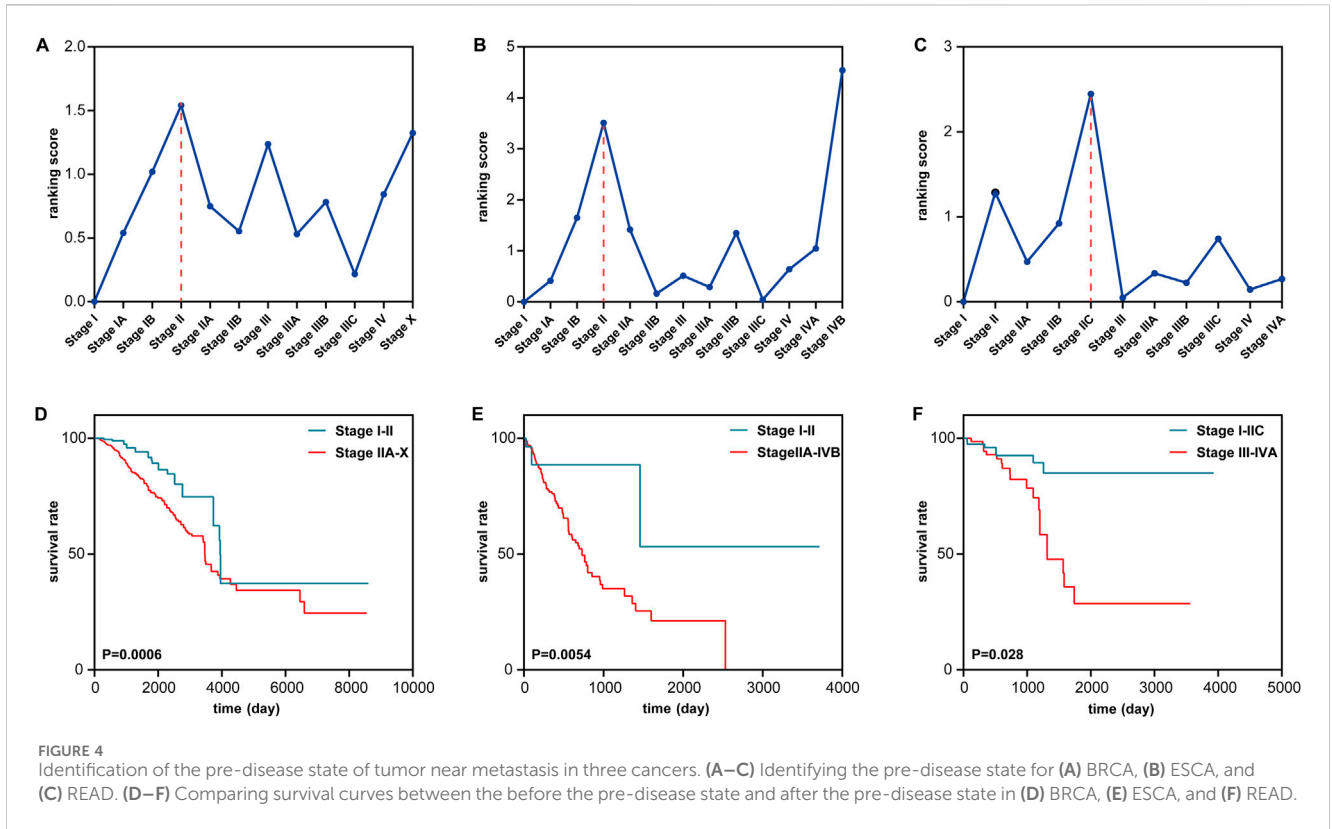 A
2.0
1.5
1.0
0.5
0.0
ranking score
Stage I
Stage IA
Stage IB
Stage II
Stage IIA
Stage IIB
Stage III
Stage IIIA
Stage IIIB
Stage IIIC
Stage IV
Stage X
B
5
4
3
2
1
0
ranking score
Stage I
Stage IA
Stage IB
Stage II
Stage IIA
Stage IIB
Stage III
Stage IIIA
Stage IIIB
Stage IIIC
Stage IV
Stage IVA
Stage IVB
C
3
2
1
0
ranking score
Stage I
Stage II
Stage IIA
Stage IIB
Stage IIC
Stage III
Stage IIIA
Stage IIIB
Stage IIIC
Stage IV
Stage IVA
D
100
50
0
survival rate
Stage I-II
Stage IIA-X
P=0.0006
0 2000 4000 6000 8000 10000
time (day)
E
100
50
0
survival rate
Stage I-II
StageIIA-IVB
P=0.0054
0 1000 2000 3000 4000
time (day)
F
100
50
0
survival rate
Stage I-IIC
Stage III-IVA
P=0.028
0 1000 2000 3000 4000 5000
time (day)
FIGURE 4
Identification of the pre-disease state of tumor near metastasis in three cancers. (A–C) Identifying the pre-disease state for (A) BRCA, (B) ESCA, and
(C) READ. (D–F) Comparing survival curves between the before the pre-disease state and after the pre-disease state in (D) BRCA, (E) ESCA, and (F) READ.